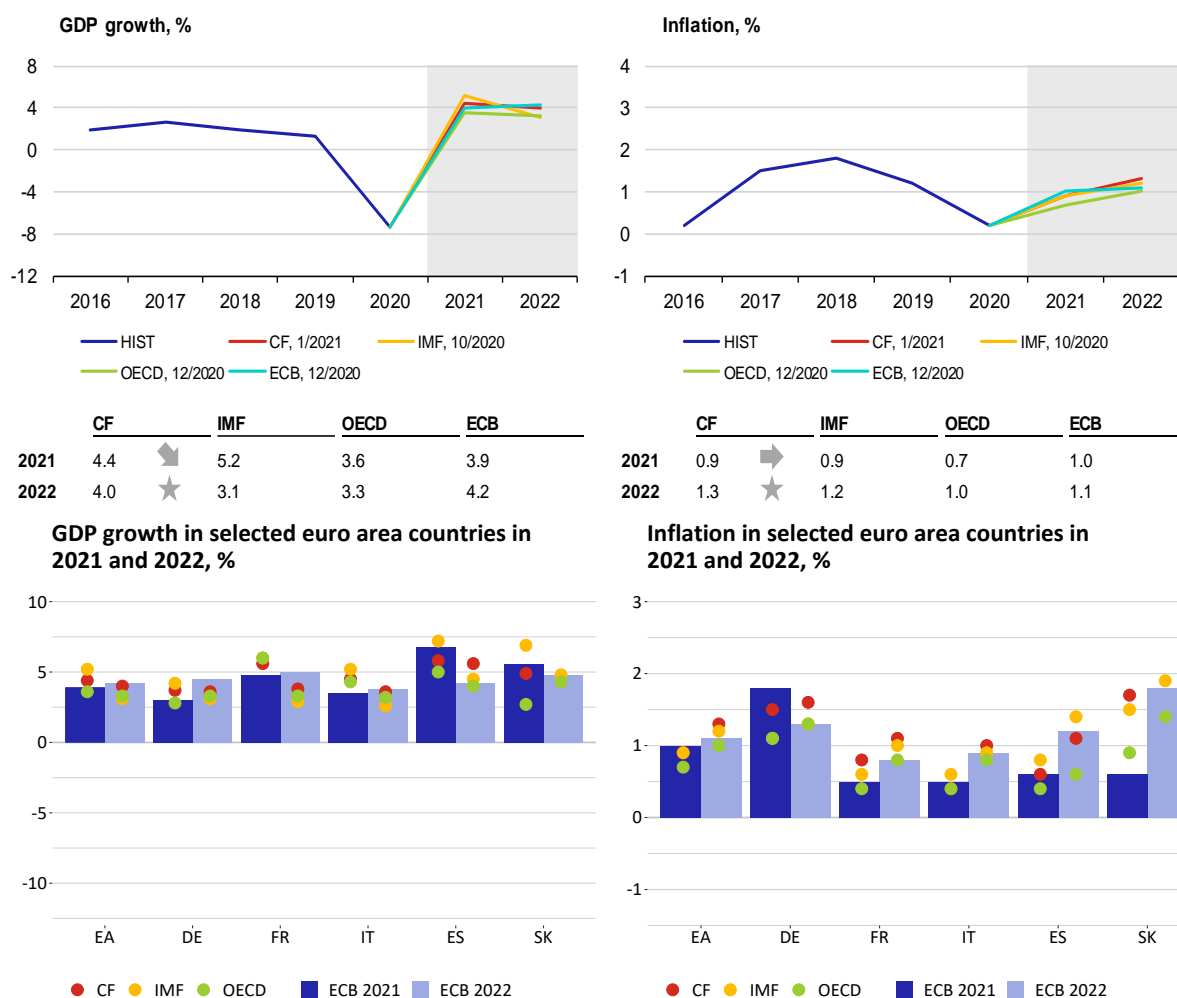 GDP growth, %
8
4
0
-4
-8
-12
2016 2017 2018 2019 2020 2021 2022
HIST CF, 1/2021 IMF, 10/2020
OECD, 12/2020 ECB, 12/2020
CF IMF OECD ECB
2021 4.4 5.2 3.6 3.9
2022 4.0 3.1 3.3 4.2
Inflation, %
4
3
2
1
0
-1
2016 2017 2018 2019 2020 2021 2022
HIST CF, 1/2021 IMF, 10/2020
OECD, 12/2020 ECB, 12/2020
CF IMF OECD ECB
2021 0.9 0.9 0.7 1.0
2022 1.3 1.2 1.0 1.1
GDP growth in selected euro area countries in
2021 and 2022, %
10
5
0
-5
-10
EA DE FR IT ES SK
CF IMF OECD ECB 2021 ECB 2022
Inflation in selected euro area countries in
2021 and 2022, %
3
2
1
0
-1
EA DE FR IT ES SK
CF IMF OECD ECB 2021 ECB 2022